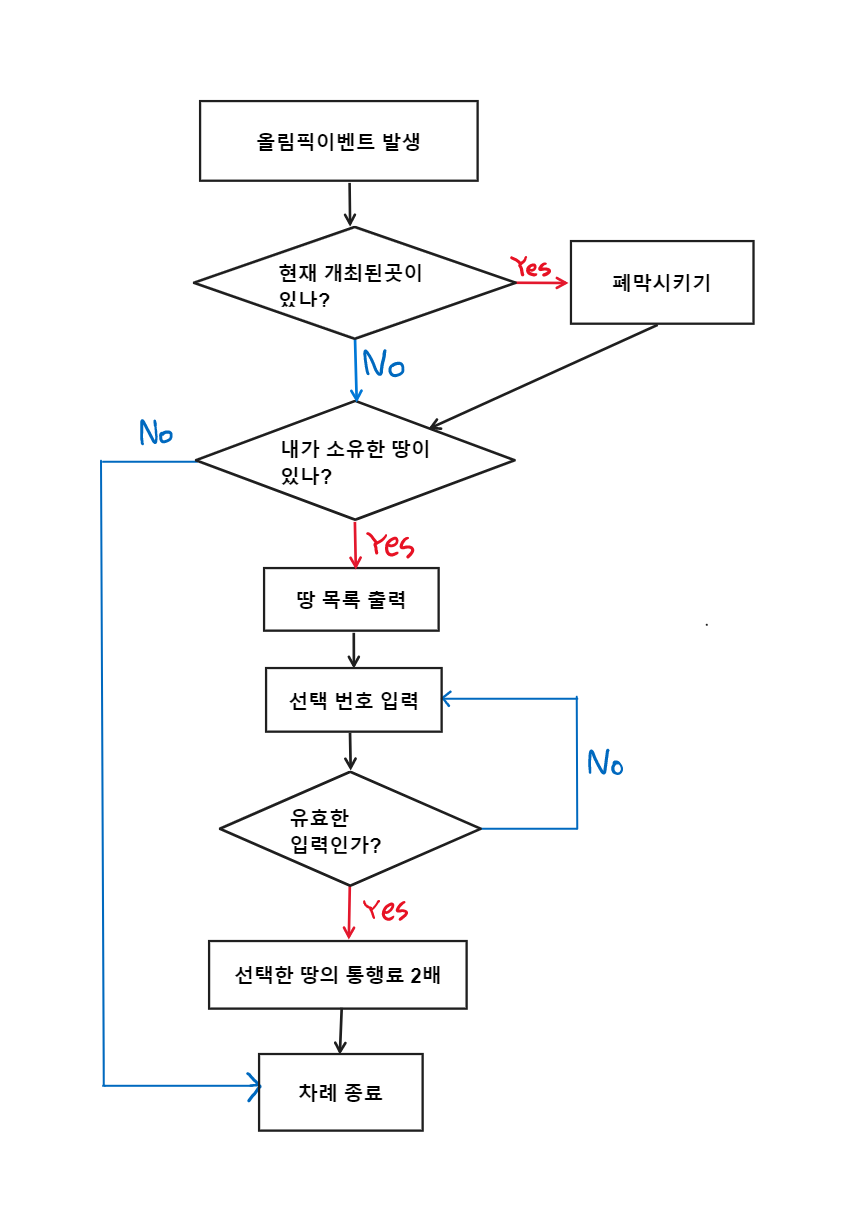 올림픽이벤트 발생
현재 개최된곳이
있나?
Yes
폐막시키기
No
No
내가 소유한 땅이
있나?
Yes
땅 목록 출력
선택 번호 입력
No
유효한
입력인가?
Yes
선택한 땅의 통행료 2배
차례 종료